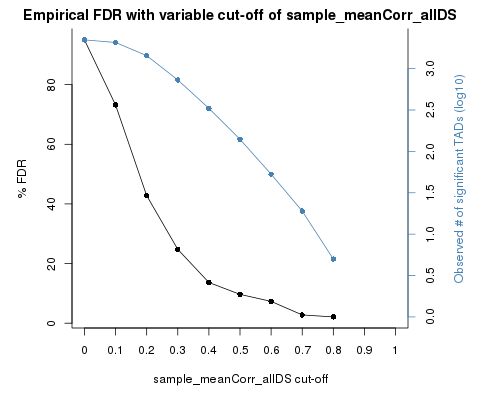 Empirical FDR with variable cut-off of sample_meanCorr_allDS
% FDR
80
60
40
20
0
3.0
2.5
2.0
1.5
1.0
0.5
0.0
Observed # of significant TADs (log10)
0 0.1 0.2 0.3 0.4 0.5 0.6 0.7 0.8 0.9 1
sample_meanCorr_allDS cut-off